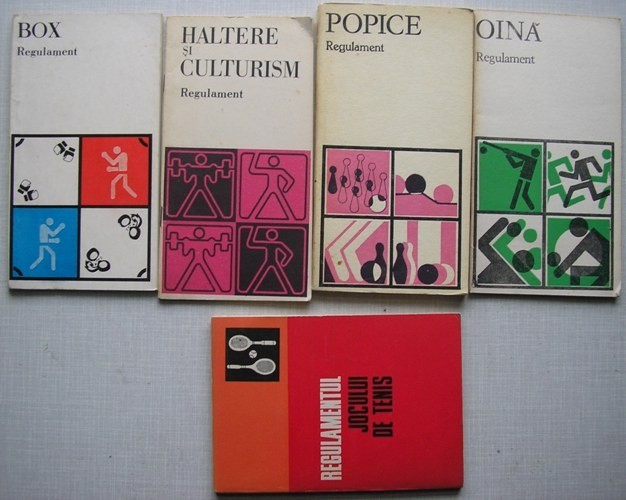 BOX
Regulament
HALTERE
ȘI
CULTURISM
Regulament
POPICE
Regulament
OINĂ
Regulament
REGULAMENTUL
JOCULUI
DE TENIS